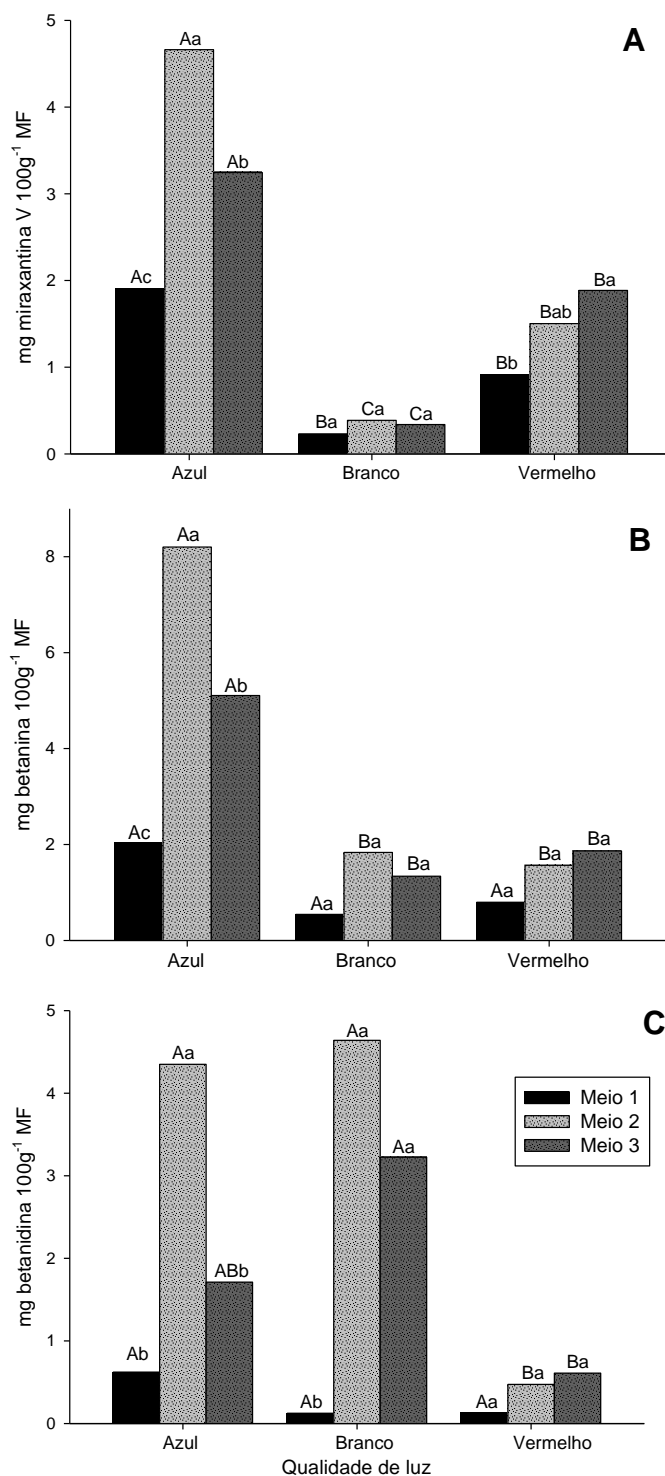 A
5
4
3
2
1
0
mg miraxantina V 100g-1 MF
Ac
Aa
Ab
Ba
Ca
Ca
Bb
Bab
Ba
Azul
Branco
Vermelho
B
8
6
4
2
0
mg betanina 100g-1 MF
Ac
Aa
Ab
Aa
Ba
Ba
Aa
Ba
Ba
Azul
Branco
Vermelho
C
5
4
3
2
1
0
mg betanidina 100g-1 MF
Ab
Aa
ABb
Ab
Aa
Aa
Aa
Ba
Ba
Meio 1
Meio 2
Meio 3
Azul
Branco
Vermelho
Qualidade de luz